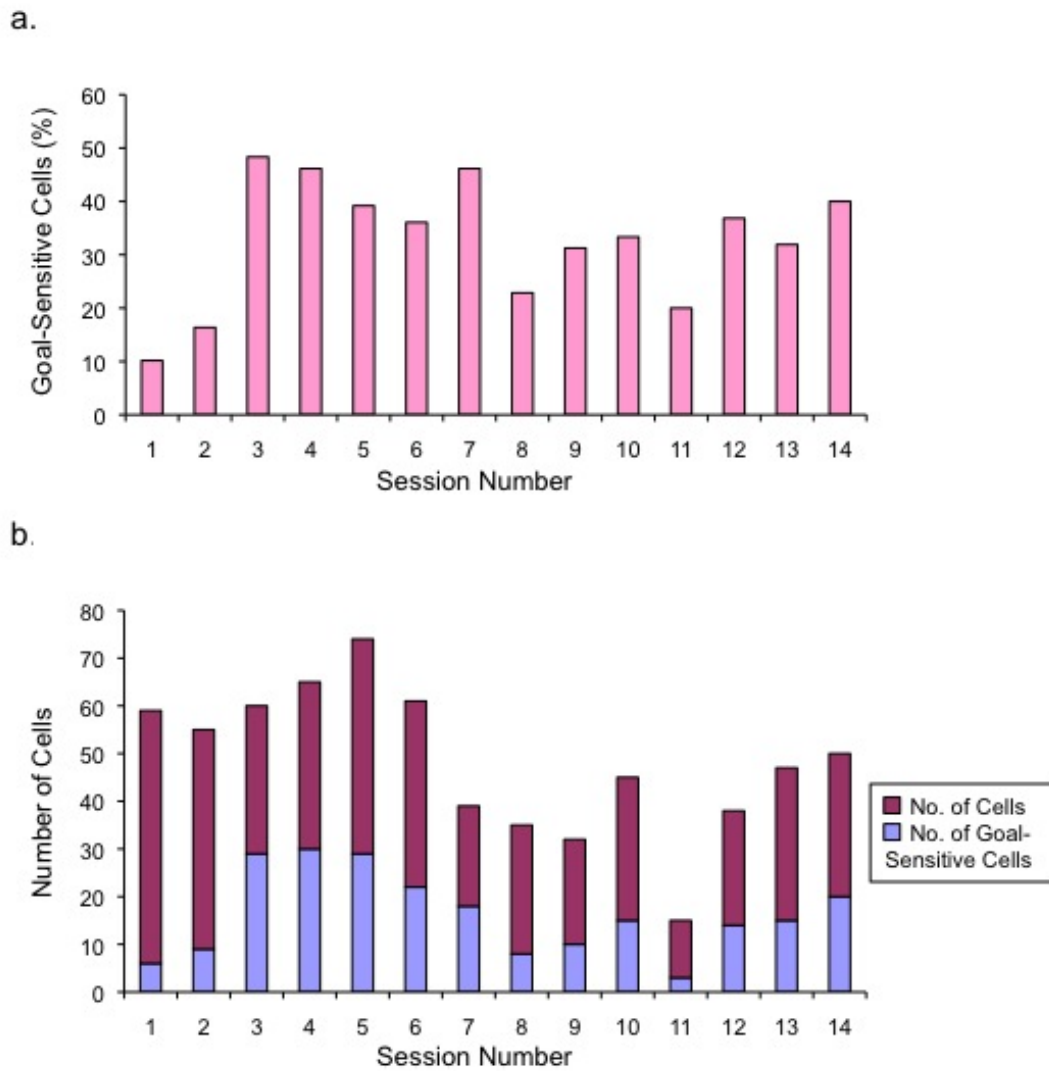 a.
60
50
40
30
20
10
0
Goal-Sensitive Cells (%)
1 2 3 4 5 6 7 8 9 10 11 12 13 14
Session Number
b.
80
70
60
50
40
30
20
10
0
Number of Cells
No. of Cells
No. of Goal-
Sensitive Cells
1 2 3 4 5 6 7 8 9 10 11 12 13 14
Session Number